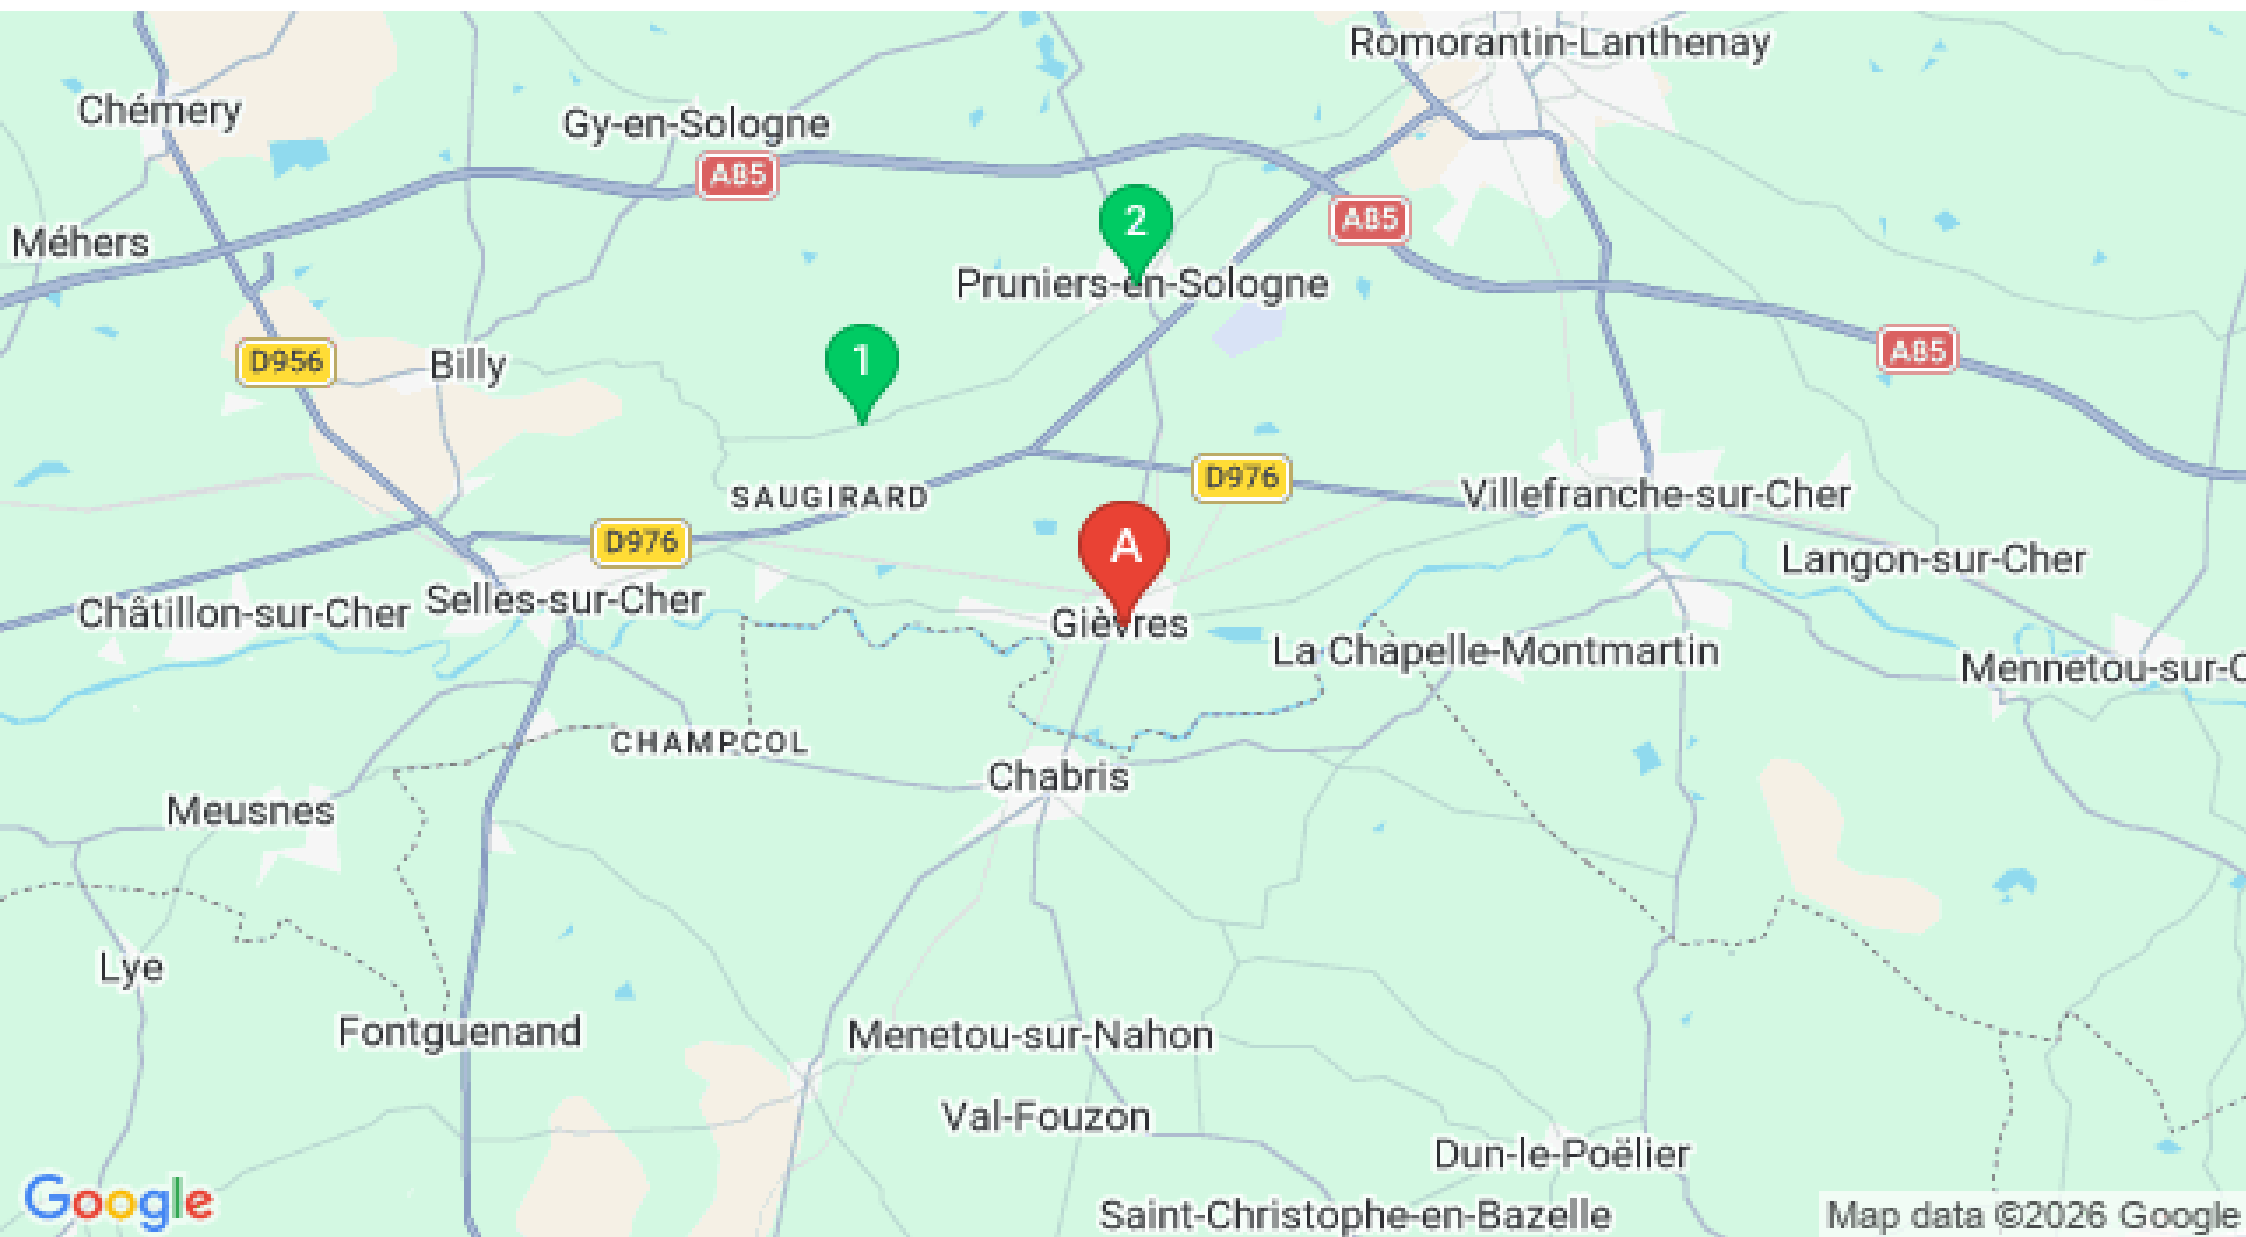 Romorantin-Lanthenay
Chémery
Gy-en-Sologne
A85
2
A85
Méhers
Pruniers-en-Sologne
1
D956
Billy
A85
SAUGIRARD
D976
Villefranche-sur-Cher
D976
A
Langon-sur-Cher
Châtillon-sur-Cher
Selles-sur-Cher
Gièvres
La Chapelle-Montmartin
Mennetou-sur-C
CHAMPCOL
Chabris
Meusnes
Lye
Fontguenand
Menetou-sur-Nahon
Val-Fouzon
Dun-le-Poëlier
Google
Saint-Christophe-en-Bazelle
Map data ©2026 Google